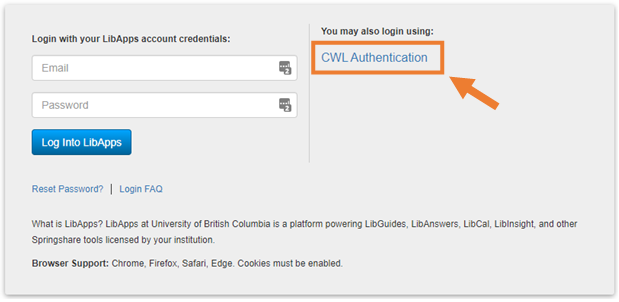 Login with your LibApps account credentials:
Email
Password
Log Into LibApps
You may also login using:
CWL Authentication
Reset Password? | Login FAQ
What is LibApps? LibApps at University of British Columbia is a platform powering LibGuides, LibAnswers, LibCal, LibInsight, and other
Springshare tools licensed by your institution.
Browser Support: Chrome, Firefox, Safari, Edge. Cookies must be enabled.